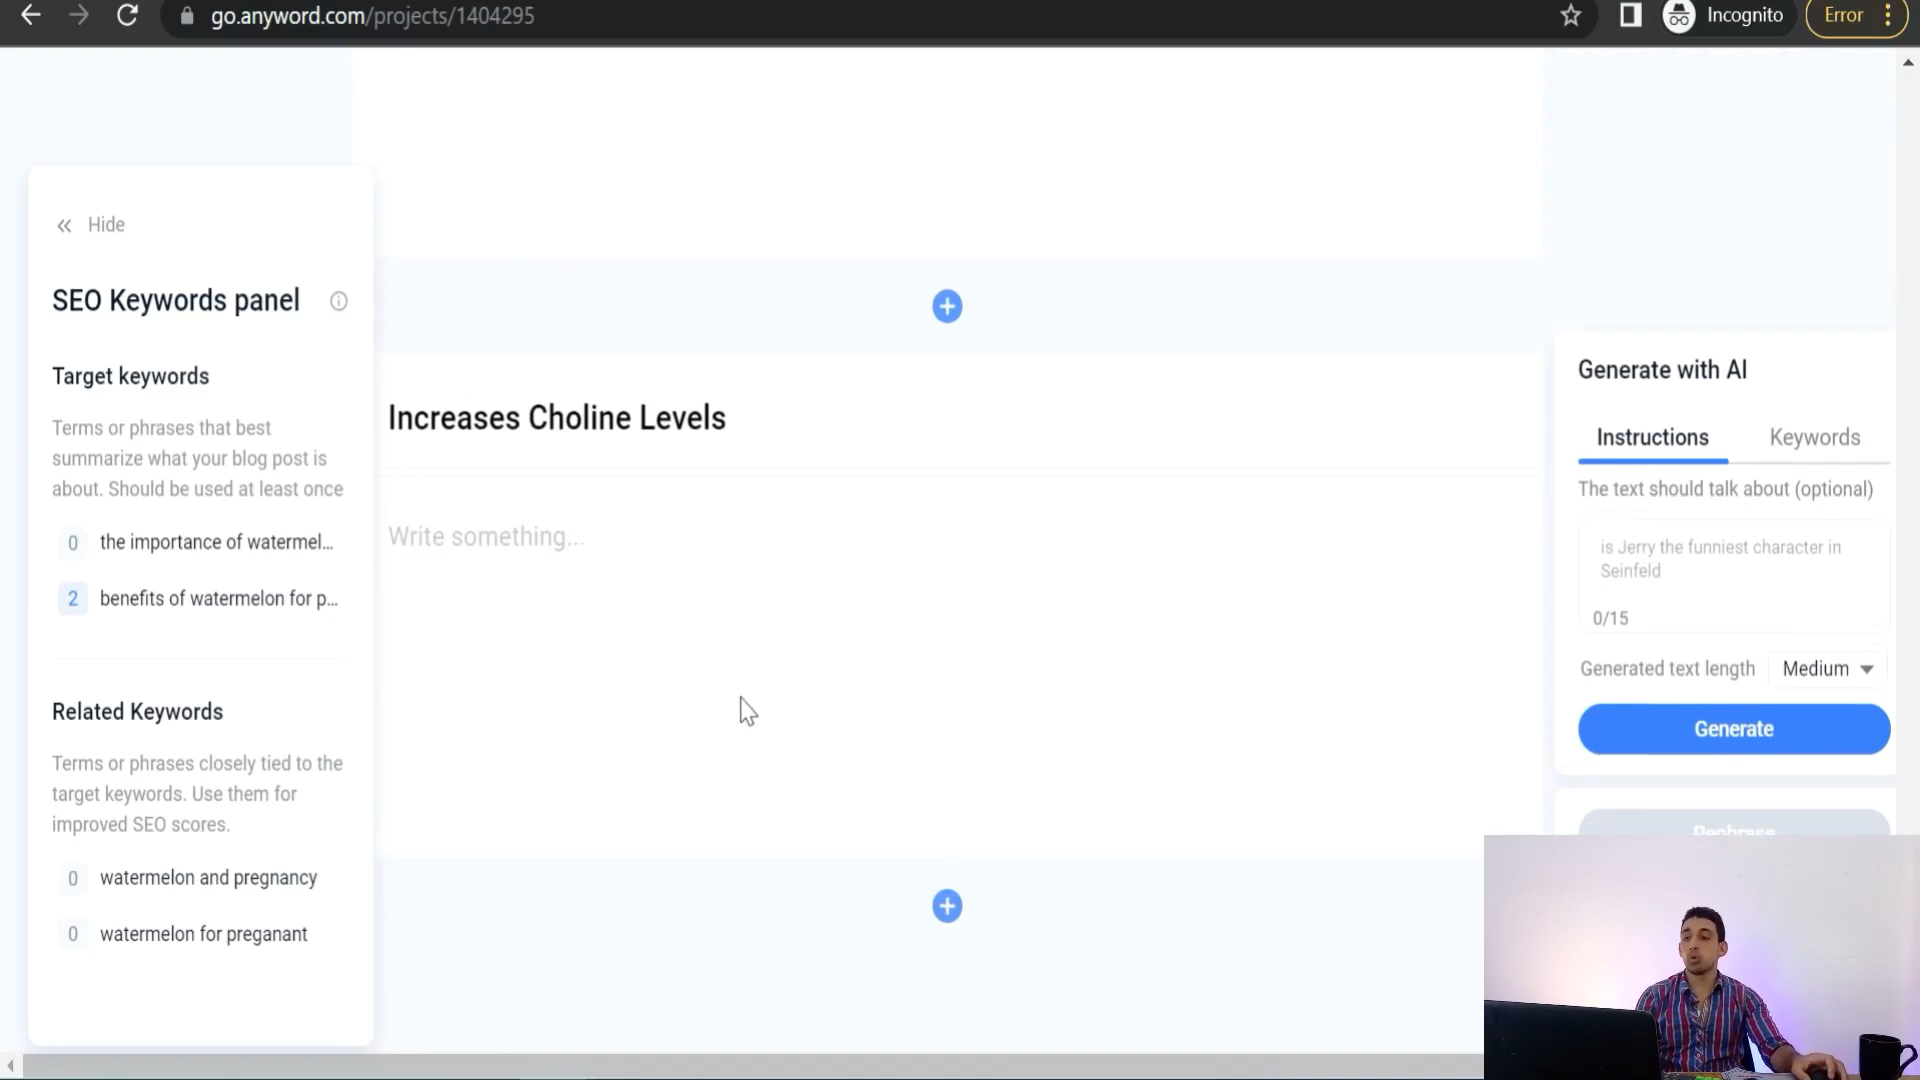 go.anyword.com/projects/1404295
Incognito
Error
Hide
SEO Keywords panel
Target keywords
Terms or phrases that best
summarize what your blog post is
about. Should be used at least once
0 the importance of watermel...
2 benefits of watermelon for p...
Related Keywords
Terms or phrases closely tied to the
target keywords. Use them for
improved SEO scores.
0 watermelon and pregnancy
0 watermelon for preganant
Increases Choline Levels
Write something...
Generate with AI
Instructions Keywords
The text should talk about (optional)
is Jerry the funniest character in
Seinfeld
0/15
Generated text length Medium
Generate
Rephrase